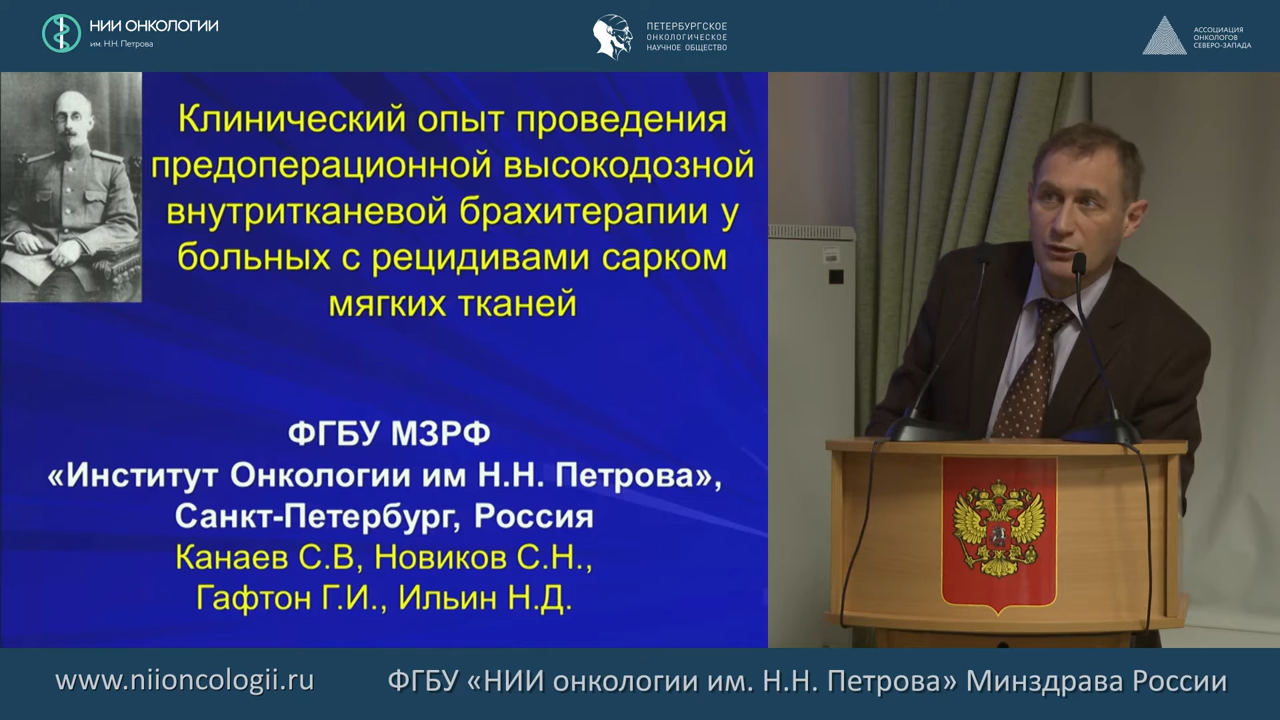 НИИ ОНКОЛОГИИ
им. Н.Н. Петрова
ПЕТЕРБУРГСКОЕ
ОНКОЛОГИЧЕСКОЕ
НАУЧНОЕ ОБЩЕСТВО
АССОЦИАЦИЯ
ОНКОЛОГОВ
СЕВЕРО-ЗАПАДА
Клинический опыт проведения
предоперационной высокодозной
внутритканевой брахитерапии у
больных с рецидивами сарком
мягких тканей
ФГБУ МЗРФ
«Институт Онкологии им Н.Н. Петрова»,
Санкт-Петербург, Россия
Канаев С.В, Новиков С.Н.,
Гафтон Г.И., Ильин Н.Д.
www.niioncologii.ru
ФГБУ «НИИ онкологии им. Н.Н. Петрова» Минздрава России